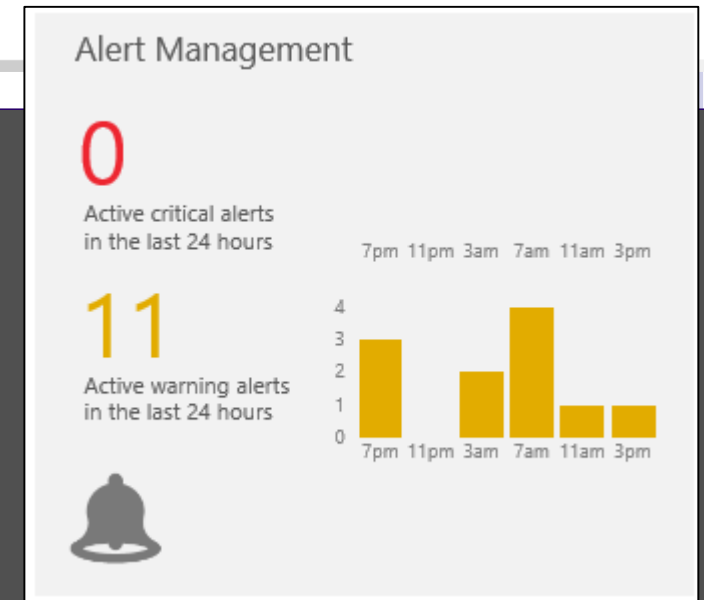 Alert Management
0
Active critical alerts
in the last 24 hours
7pm 11pm 3am 7am 11am 3pm
11
Active warning alerts
in the last 24 hours
4
3
2
1
0
7pm 11pm 3am 7am 11am 3pm